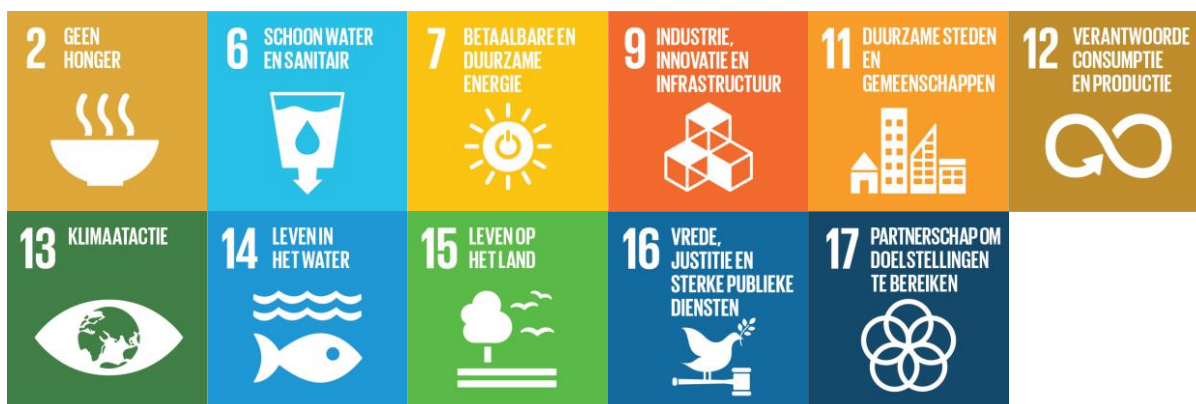 2 GEEN
HONGER
6 SCHOON WATER
EN SANITAIR
7 BETAALBARE EN
DUURZAME
ENERGIE
9 INDUSTRIE,
INNOVATIE EN
INFRASTRUCTUUR
11 DUURZAME STEDEN
EN
GEMEENSCHAPPEN
12 VERANTWOORDE
CONSUMPTIE
EN PRODUCTIE
13 KLIMAATACTIE
14 LEVEN IN
HET WATER
15 LEVEN OP
HET LAND
16 VREDE,
JUSTITIE EN
STERKE PUBLIEKE
DIENSTEN
17 PARTNERSCHAP OM
DOELSTELLINGEN
TE BEREIKEN